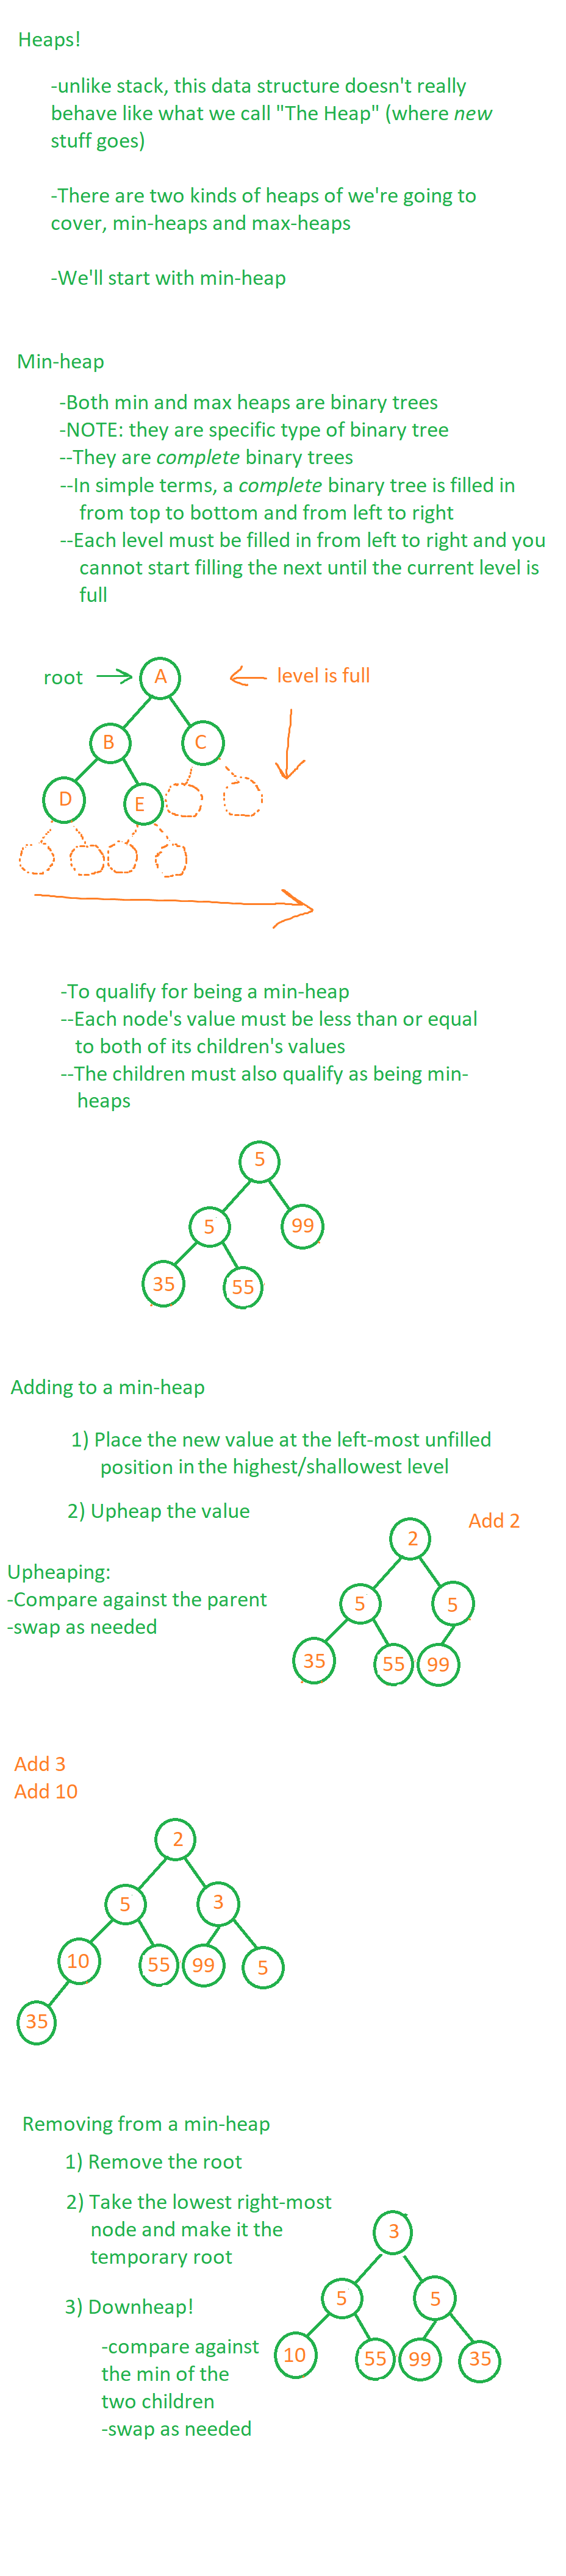 Heaps!
-unlike stack, this data structure doesn't really
behave like what we call "The Heap" (where new
stuff goes)
-There are two kinds of heaps of we're going to
cover, min-heaps and max-heaps
-We'll start with min-heap
Min-heap
-Both min and max heaps are binary trees
-NOTE: they are specific type of binary tree
--They are complete binary trees
--In simple terms, a complete binary tree is filled in
from top to bottom and from left to right
--Each level must be filled in from left to right and you
cannot start filling the next until the current level is
full
root A level is full
B C
D E
-To qualify for being a min-heap
--Each node's value must be less than or equal
to both of its children's values
--The children must also qualify as being min-
heaps
5
5 99
35 55
Adding to a min-heap
1) Place the new value at the left-most unfilled
position in the highest/shallowest level
2) Upheap the value
Add 2
2
Upheaping:
-Compare against the parent
-swap as needed
5 5
35 55 99
Add 3
Add 10
2
5 3
10 55 99 5
35
Removing from a min-heap
1) Remove the root
2) Take the lowest right-most
node and make it the
temporary root
3) Downheap!
-compare against
the min of the
two children
-swap as needed
3
5 5
10 55 99 35